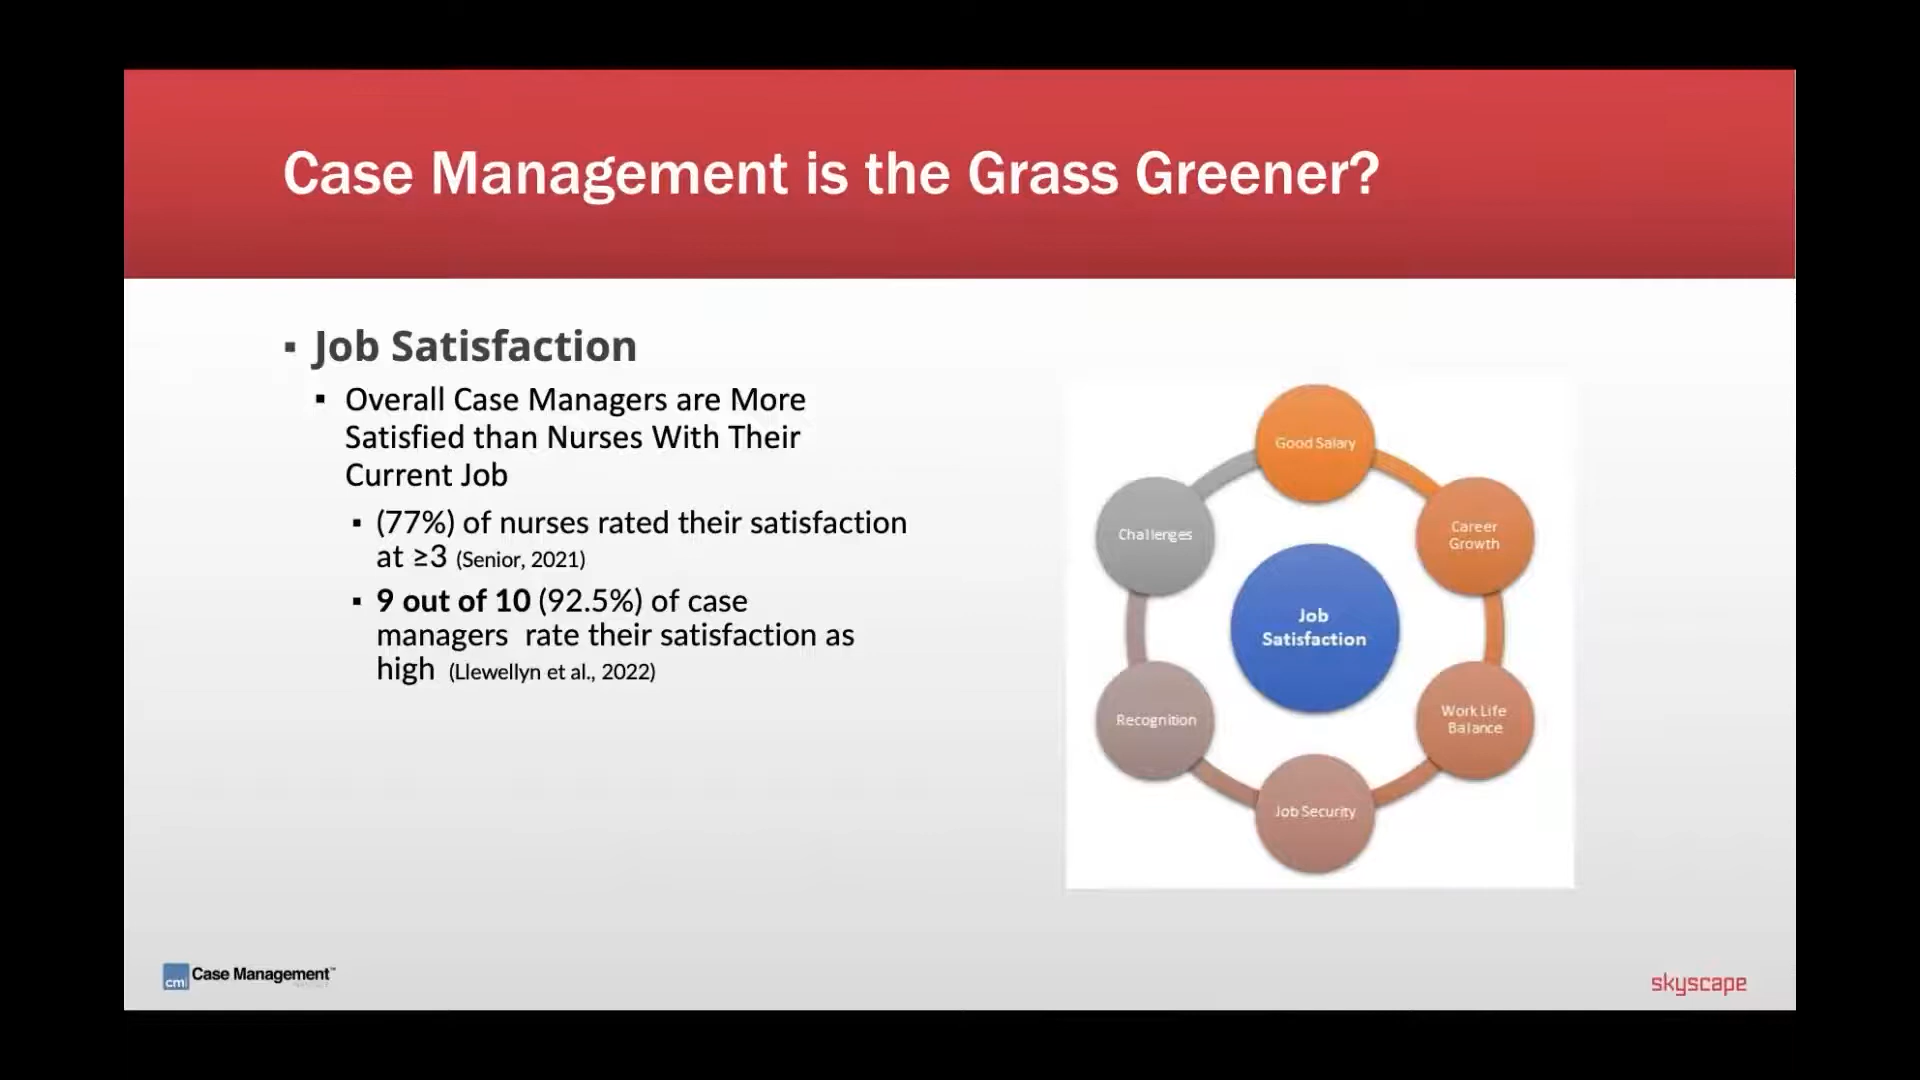 Case Management is the Grass Greener?
▪ Job Satisfaction
▪ Overall Case Managers are More
Satisfied than Nurses With Their
Current Job
▪ (77%) of nurses rated their satisfaction
at ≥3 (Senior, 2021)
▪ 9 out of 10 (92.5%) of case
managers rate their satisfaction as
high (Llewellyn et al., 2022)
Good Salary
Career
Growth
Work Life
Balance
Job Security
Recognition
Challenges
Job
Satisfaction
cmi Case Management™
skyscape